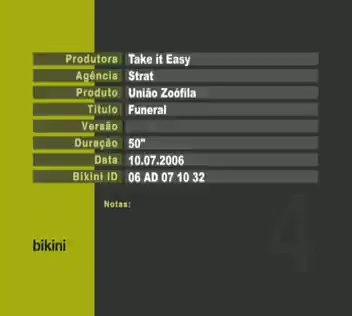 Produtora Take it Easy
Agência Strat
Produto União Zoófila
Título Funeral
Versão
Duração 50"
Data 10.07.2006
Bikini ID 06 AD 07 10 32
Notas:
4
bikini